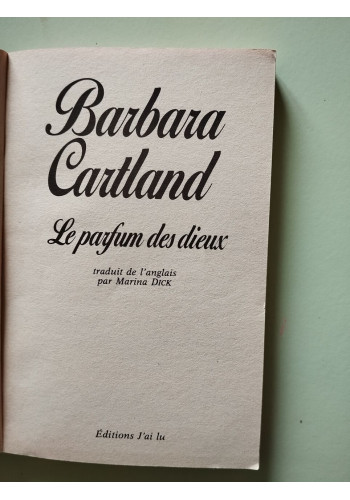 Barbara
Cartland
Le parfum des dieux
traduit de l'anglais
par Marina DICK
Éditions J'ai lu